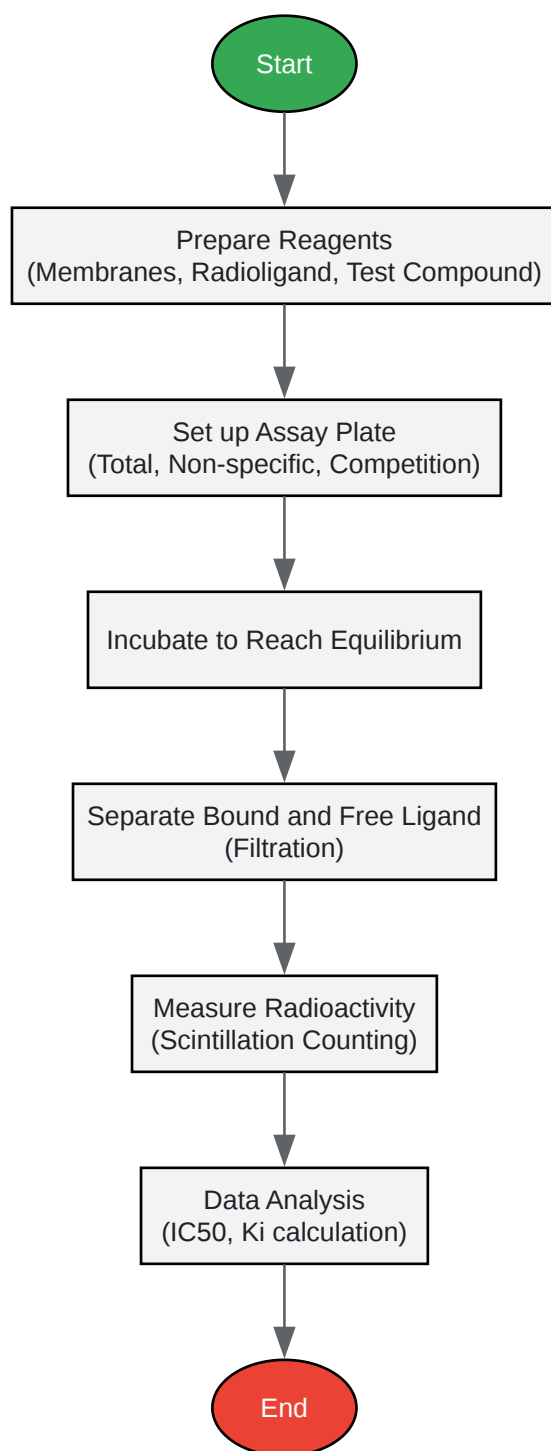 Start
Prepare Reagents
(Membranes, Radioligand, Test Compound)
Set up Assay Plate
(Total, Non-specific, Competition)
Incubate to Reach Equilibrium
Separate Bound and Free Ligand
(Filtration)
Measure Radioactivity
(Scintillation Counting)
Data Analysis
(IC50, Ki calculation)
End